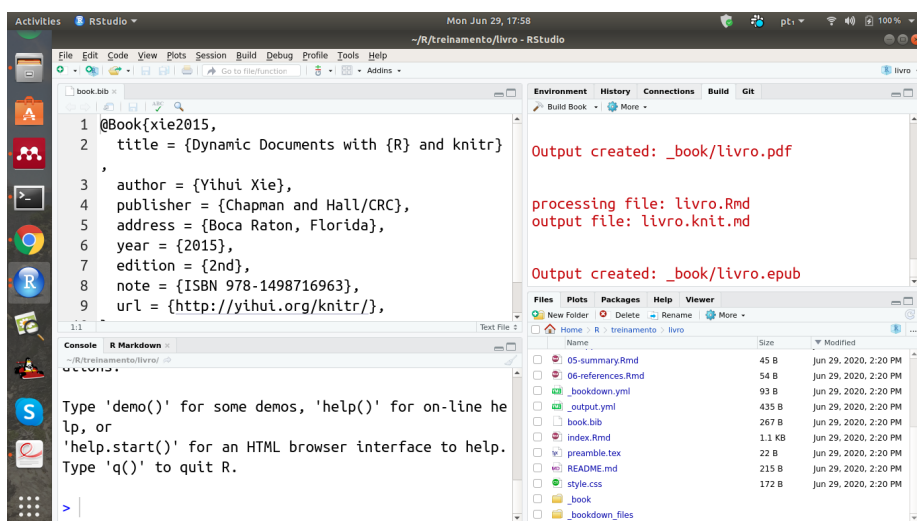 Activities RStudio Mon Jun 29, 17:58 100 %
~/R/treinamento/livro - RStudio
File Edit Code View Plots Session Build Debug Profile Tools Help
Go to file/function Addins livro
book.bib
1 @Book{xie2015,
2 title = {Dynamic Documents with {R} and knitr}
,
3 author = {Yihui Xie},
4 publisher = {Chapman and Hall/CRC},
5 address = {Boca Raton, Florida},
6 year = {2015},
7 edition = {2nd},
8 note = {ISBN 978-1498716963},
9 url = {http://yihui.org/knitr/},
1:1 Text File
Console R Markdown
~/R/treinamento/livro/
Type 'demo()' for some demos, 'help()' for on-line he
lp, or
'help.start()' for an HTML browser interface to help.
Type 'q()' to quit R.
>
Environment History Connections Build Git
Build Book More
Output created: _book/livro.pdf
processing file: livro.Rmd
output file: livro.knit.md
Output created: _book/livro.epub
Files Plots Packages Help Viewer
New Folder Delete Rename More
Home R treinamento livro
Name Size Modified
05-summary.Rmd 45 B Jun 29, 2020, 2:20 PM
06-references.Rmd 54 B Jun 29, 2020, 2:20 PM
_bookdown.yml 93 B Jun 29, 2020, 2:20 PM
_output.yml 435 B Jun 29, 2020, 2:20 PM
book.bib 267 B Jun 29, 2020, 2:20 PM
index.Rmd 1.1 KB Jun 29, 2020, 2:20 PM
preamble.tex 22 B Jun 29, 2020, 2:20 PM
README.md 215 B Jun 29, 2020, 2:20 PM
style.css 172 B Jun 29, 2020, 2:20 PM
_book
_bookdown_files